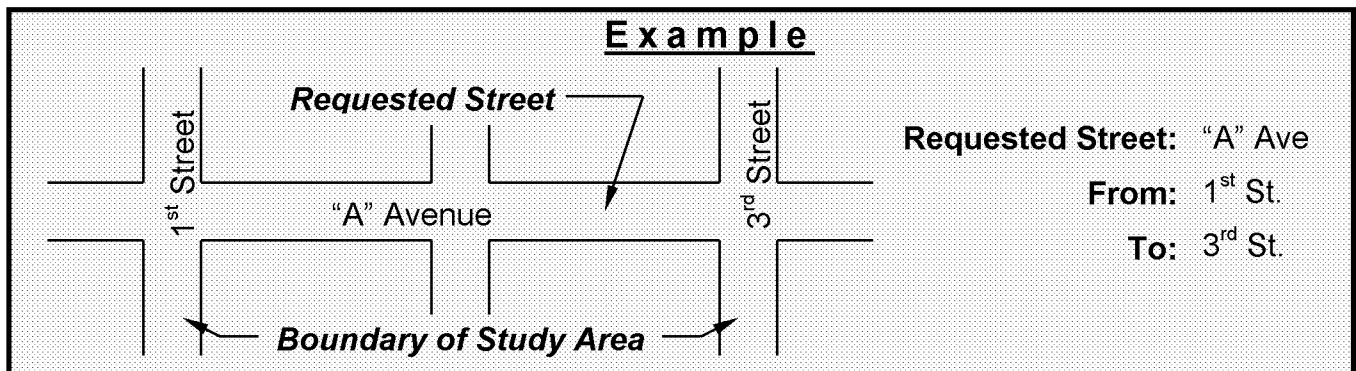 Example
Requested Street
1st Street
3rd Street
"A" Avenue
Boundary of Study Area
Requested Street: "A" Ave
From: 1st St.
To: 3rd St.